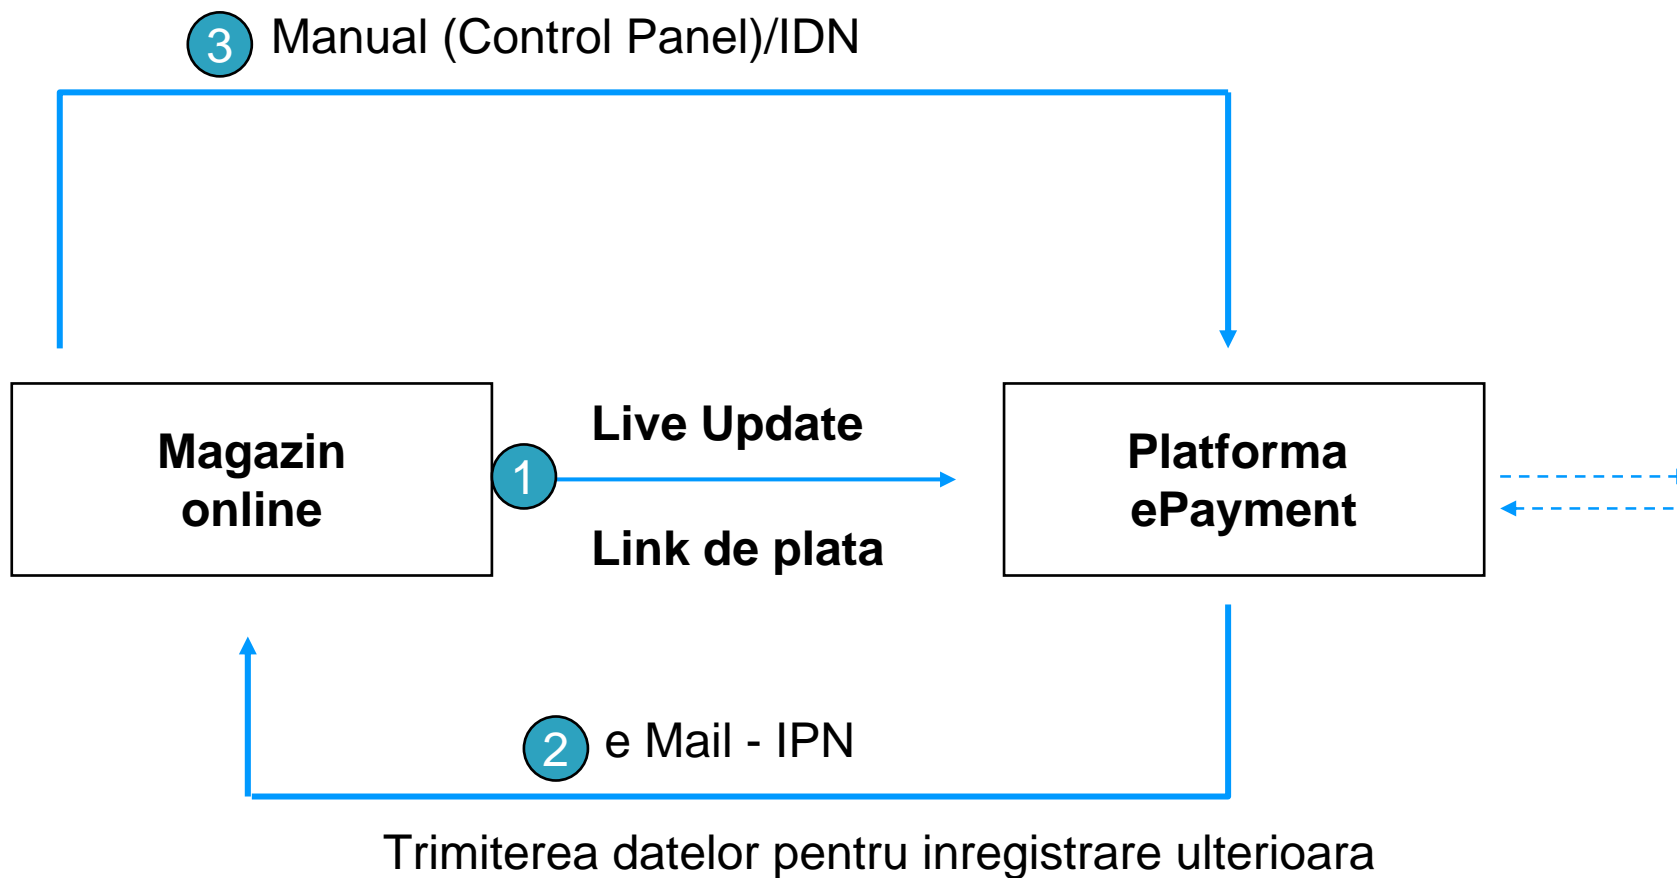 3 Manual (Control Panel)/IDN
Magazin
online
1
Live Update
Link de plata
Platforma
ePayment
2 e Mail - IPN
Trimiterea datelor pentru inregistrare ulterioara